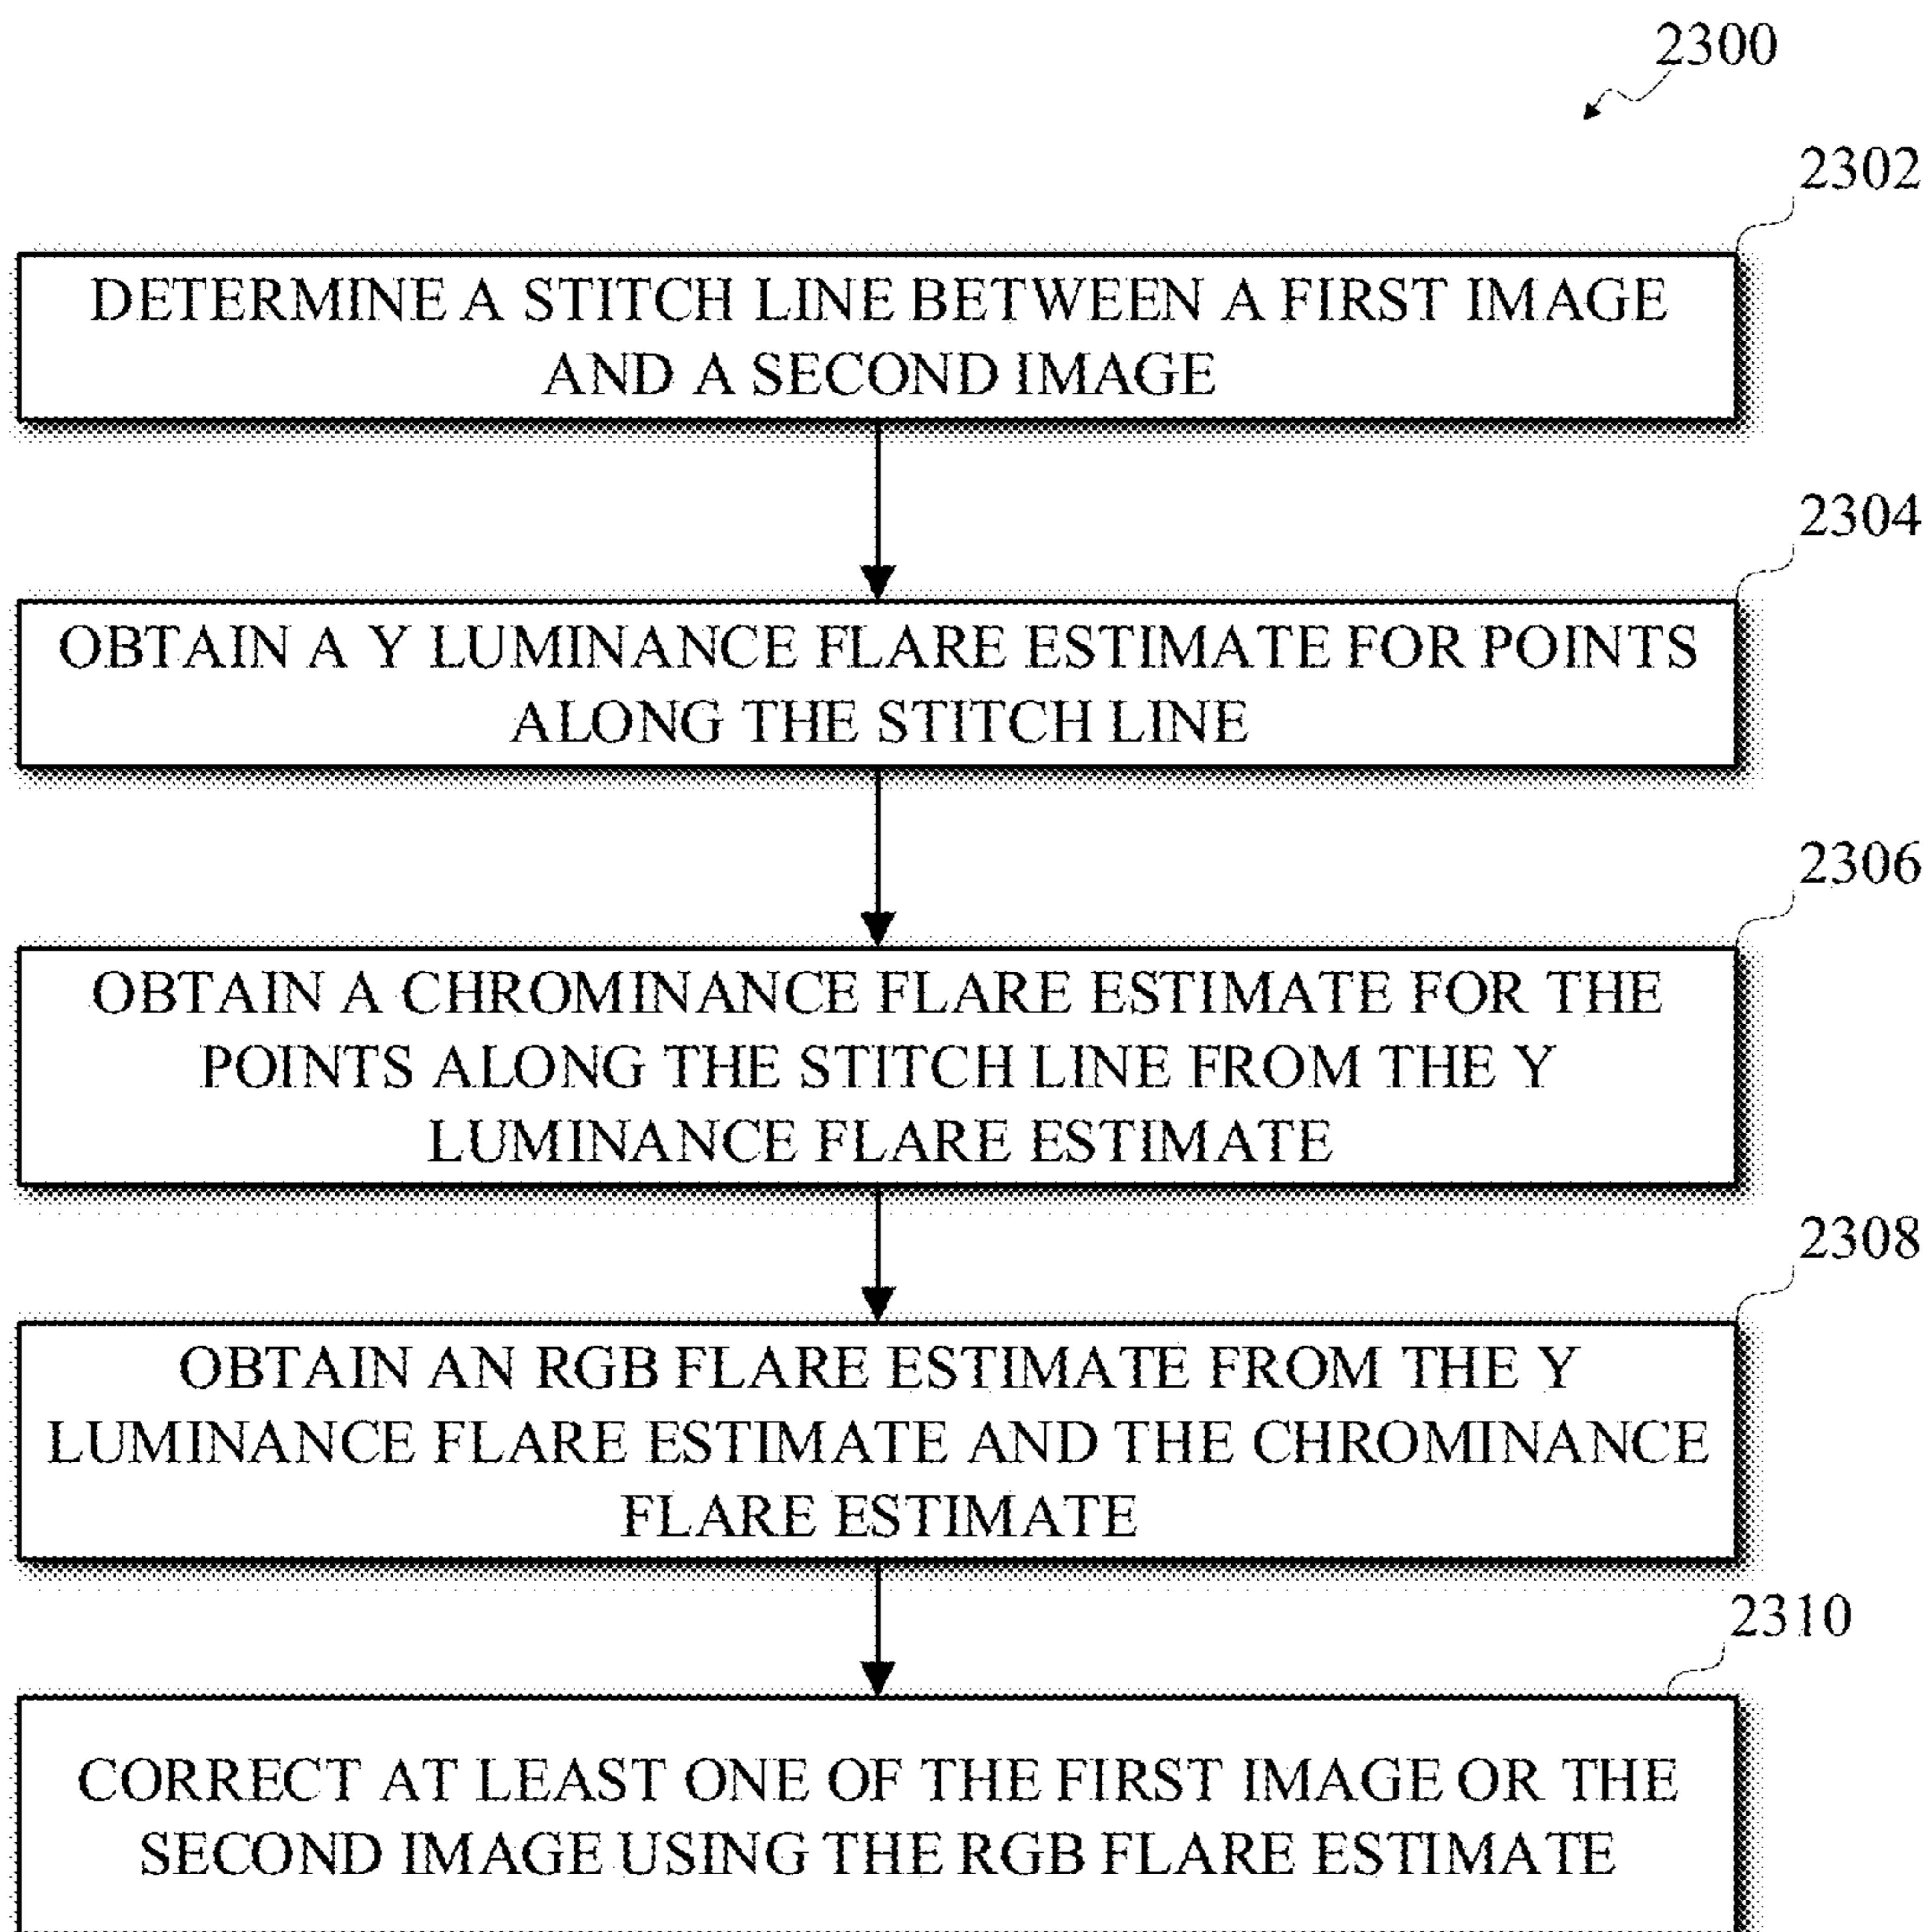 2300
2302
DETERMINE A STITCH LINE BETWEEN A FIRST IMAGE
AND A SECOND IMAGE
2304
OBTAIN A Y LUMINANCE FLARE ESTIMATE FOR POINTS
ALONG THE STITCH LINE
2306
OBTAIN A CHROMINANCE FLARE ESTIMATE FOR THE
POINTS ALONG THE STITCH LINE FROM THE Y
LUMINANCE FLARE ESTIMATE
2308
OBTAIN AN RGB FLARE ESTIMATE FROM THE Y
LUMINANCE FLARE ESTIMATE AND THE CHROMINANCE
FLARE ESTIMATE
2310
CORRECT AT LEAST ONE OF THE FIRST IMAGE OR THE
SECOND IMAGE USING THE RGB FLARE ESTIMATE